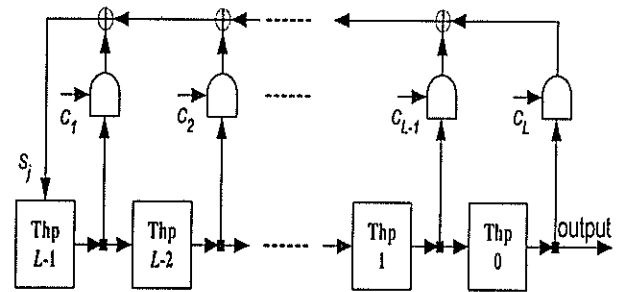 C1
C2
CL-1
CL
Sj
Thp
L-1
Thp
L-2
Thp
1
Thp
0
output